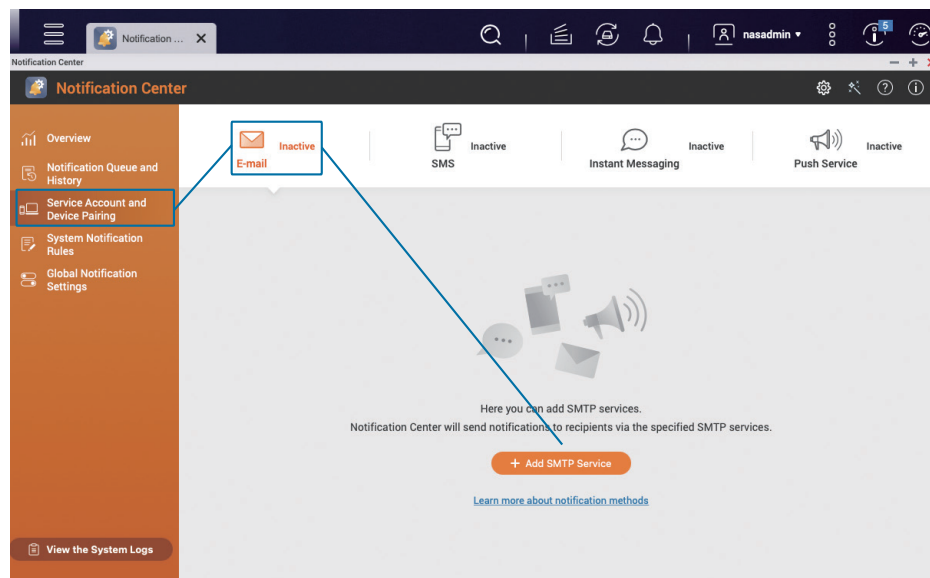 Notification ... ×
nasadmin
5
Notification Center
Notification Center
Overview
Notification Queue and
History
Service Account and
Device Pairing
System Notification
Rules
Global Notification
Settings
View the System Logs
E-mail
Inactive
SMS
Inactive
Instant Messaging
Inactive
Push Service
Inactive
Here you can add SMTP services.
Notification Center will send notifications to recipients via the specified SMTP services.
+ Add SMTP Service
Learn more about notification methods